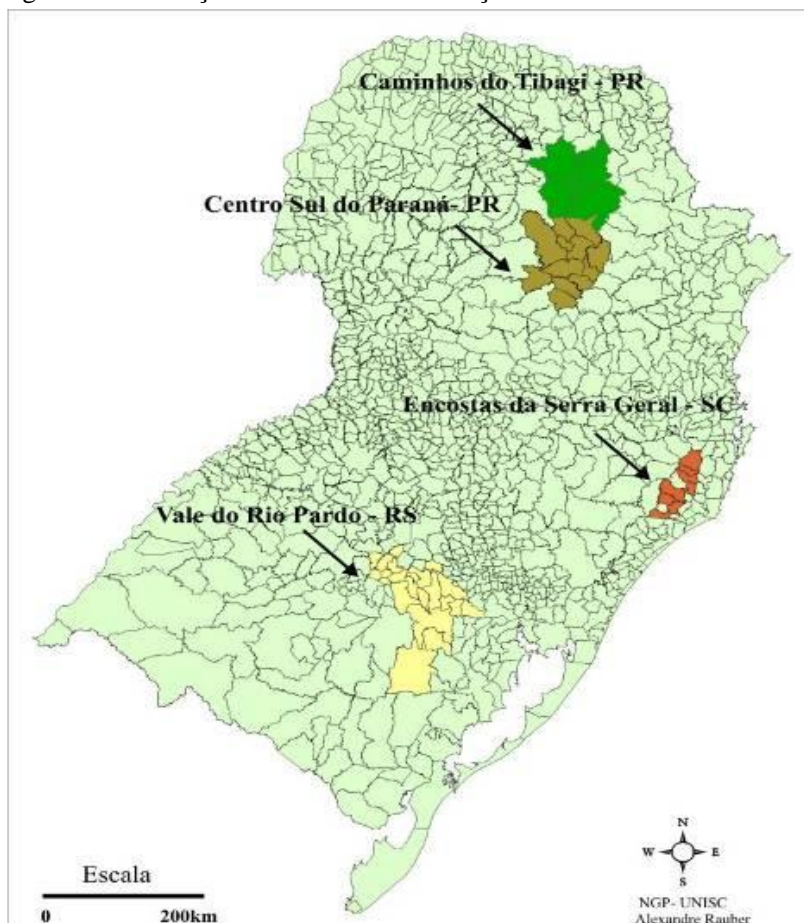 Caminhos do Tibagi - PR
Centro Sul do Paraná- PR
Encostas da Serra Geral - SC
Vale do Rio Pardo - RS
N
W E
S
Escala
0 200km
NGP- UNISC
Alexandre Rauber